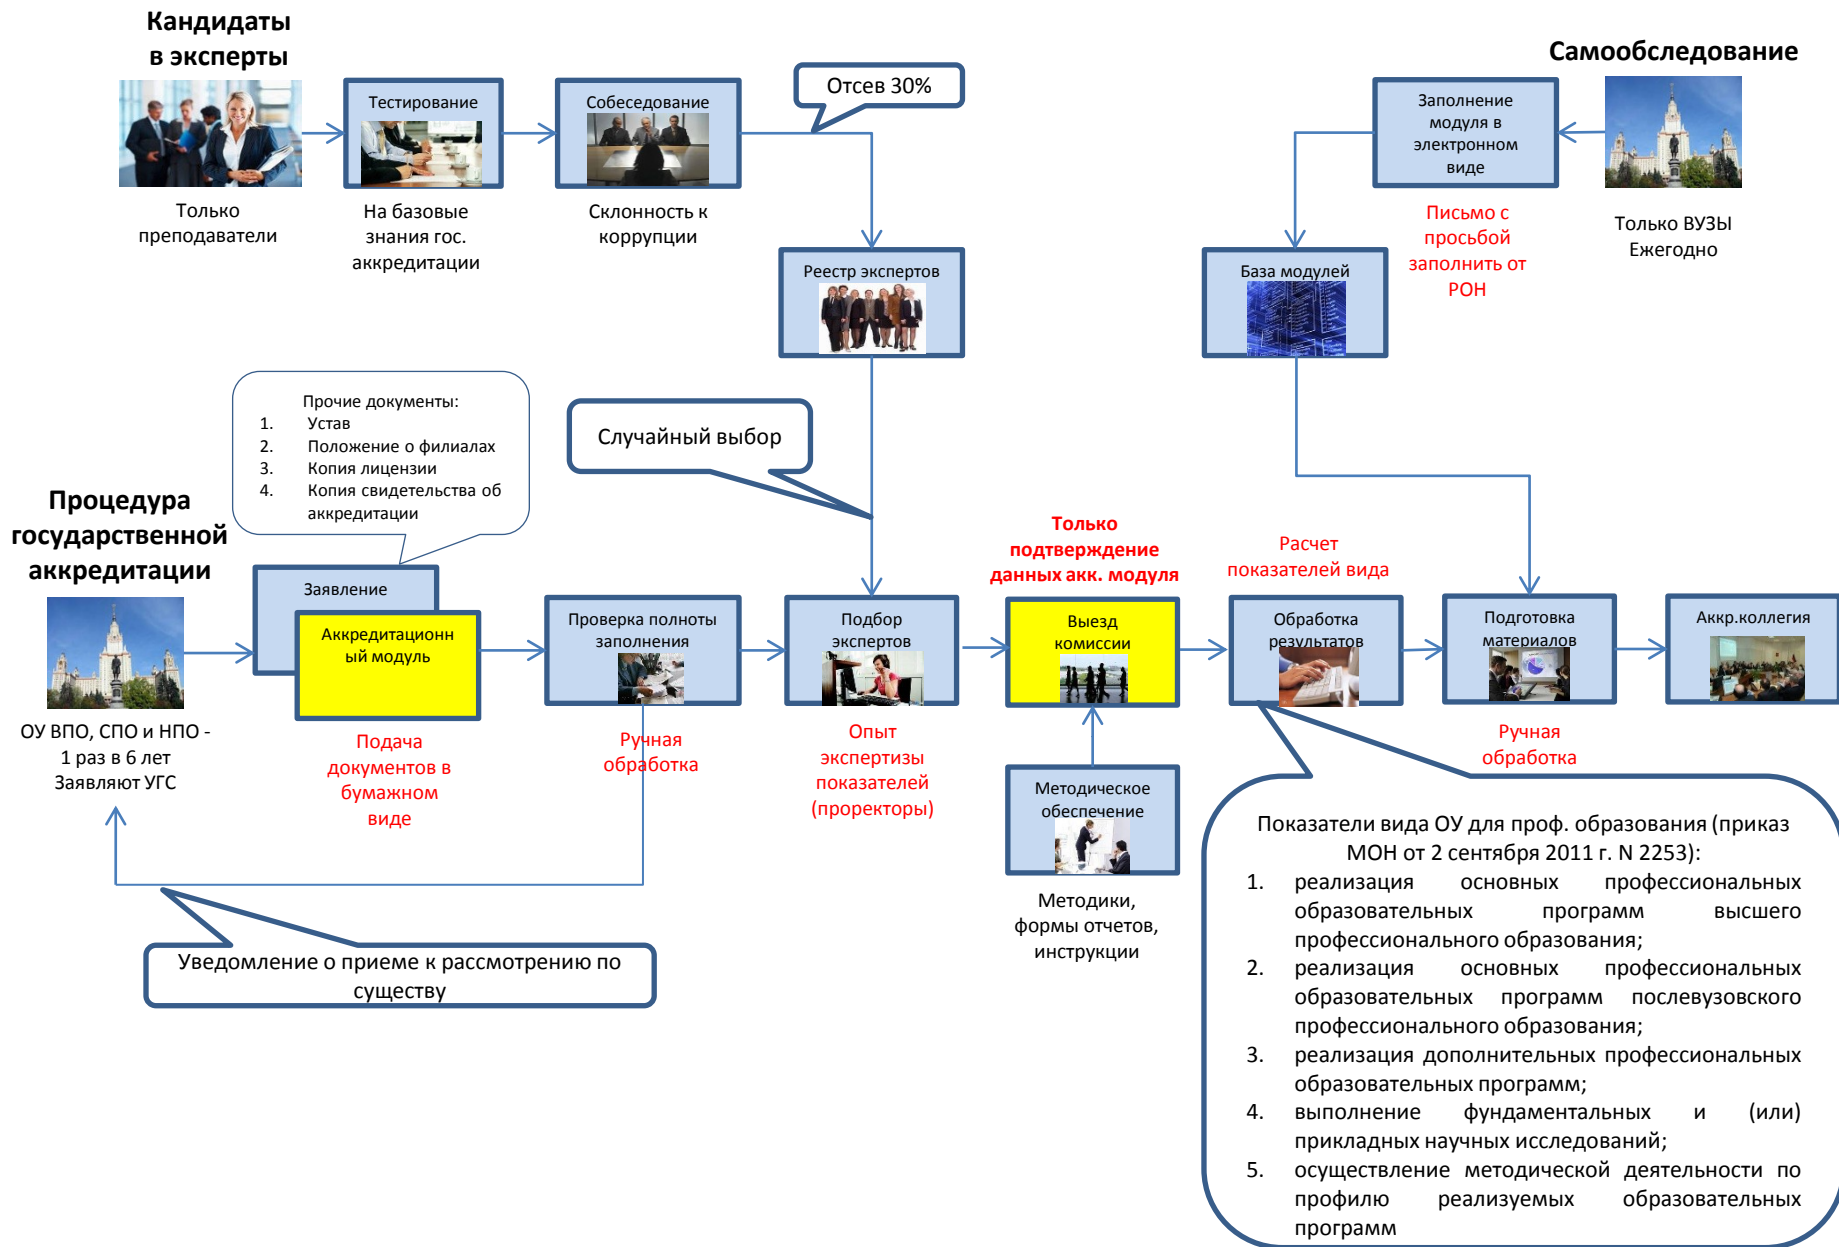 Кандидаты
в эксперты
Самообследование
Отсев 30%
Тестирование
Собеседование
Заполнение
модуля в
электронном
виде
Только
преподаватели
На базовые
знания гос.
аккредитации
Склонность к
коррупции
Письмо с
просьбой
заполнить от
РОН
Только ВУЗЫ
Ежегодно
Реестр экспертов
База модулей
Прочие документы:
1. Устав
2. Положение о филиалах
3. Копия лицензии
4. Копия свидетельства об
аккредитации
Случайный выбор
Процедура
государственной
аккредитации
Только
подтверждение
данных акк. модуля
Расчет
показателей вида
Заявление
Аккредитационн
ый модуль
Проверка полноты
заполнения
Подбор
экспертов
Выезд
комиссии
Обработка
результатов
Подготовка
материалов
Аккр.коллегия
ОУ ВПО, СПО и НПО -
1 раз в 6 лет
Заявляют УГС
Подача
документов в
бумажном
виде
Ручная
обработка
Опыт
экспертизы
показателей
(проректоры)
Ручная
обработка
Методическое
обеспечение
Методики,
формы отчетов,
инструкции
Уведомление о приеме к рассмотрению по
существу
Показатели вида ОУ для проф. образования (приказ
МОН от 2 сентября 2011 г. N 2253):
1. реализация основных профессиональных
образовательных программ высшего
профессионального образования;
2. реализация основных профессиональных
образовательных программ послевузовского
профессионального образования;
3. реализация дополнительных профессиональных
образовательных программ;
4. выполнение фундаментальных и (или)
прикладных научных исследований;
5. осуществление методической деятельности по
профилю реализуемых образовательных
программ